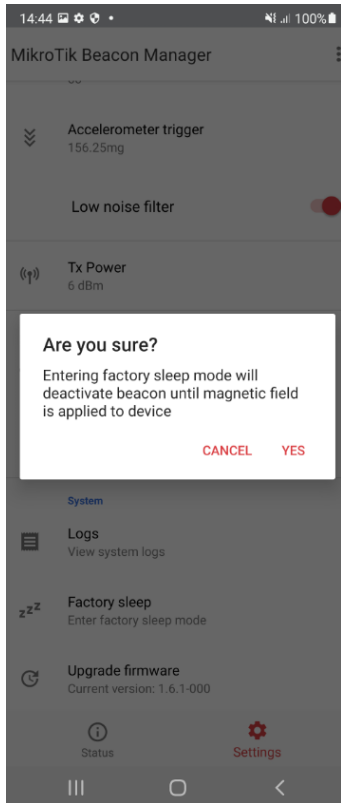 14:44
100%
MikroTik Beacon Manager
Accelerometer trigger
156.25mg
Low noise filter
Tx Power
6 dBm
Are you sure?
Entering factory sleep mode will
deactivate beacon until magnetic field
is applied to device
CANCEL YES
System
Logs
View system logs
zzZ
Factory sleep
Enter factory sleep mode
Upgrade firmware
Current version: 1.6.1-000
Status
Settings